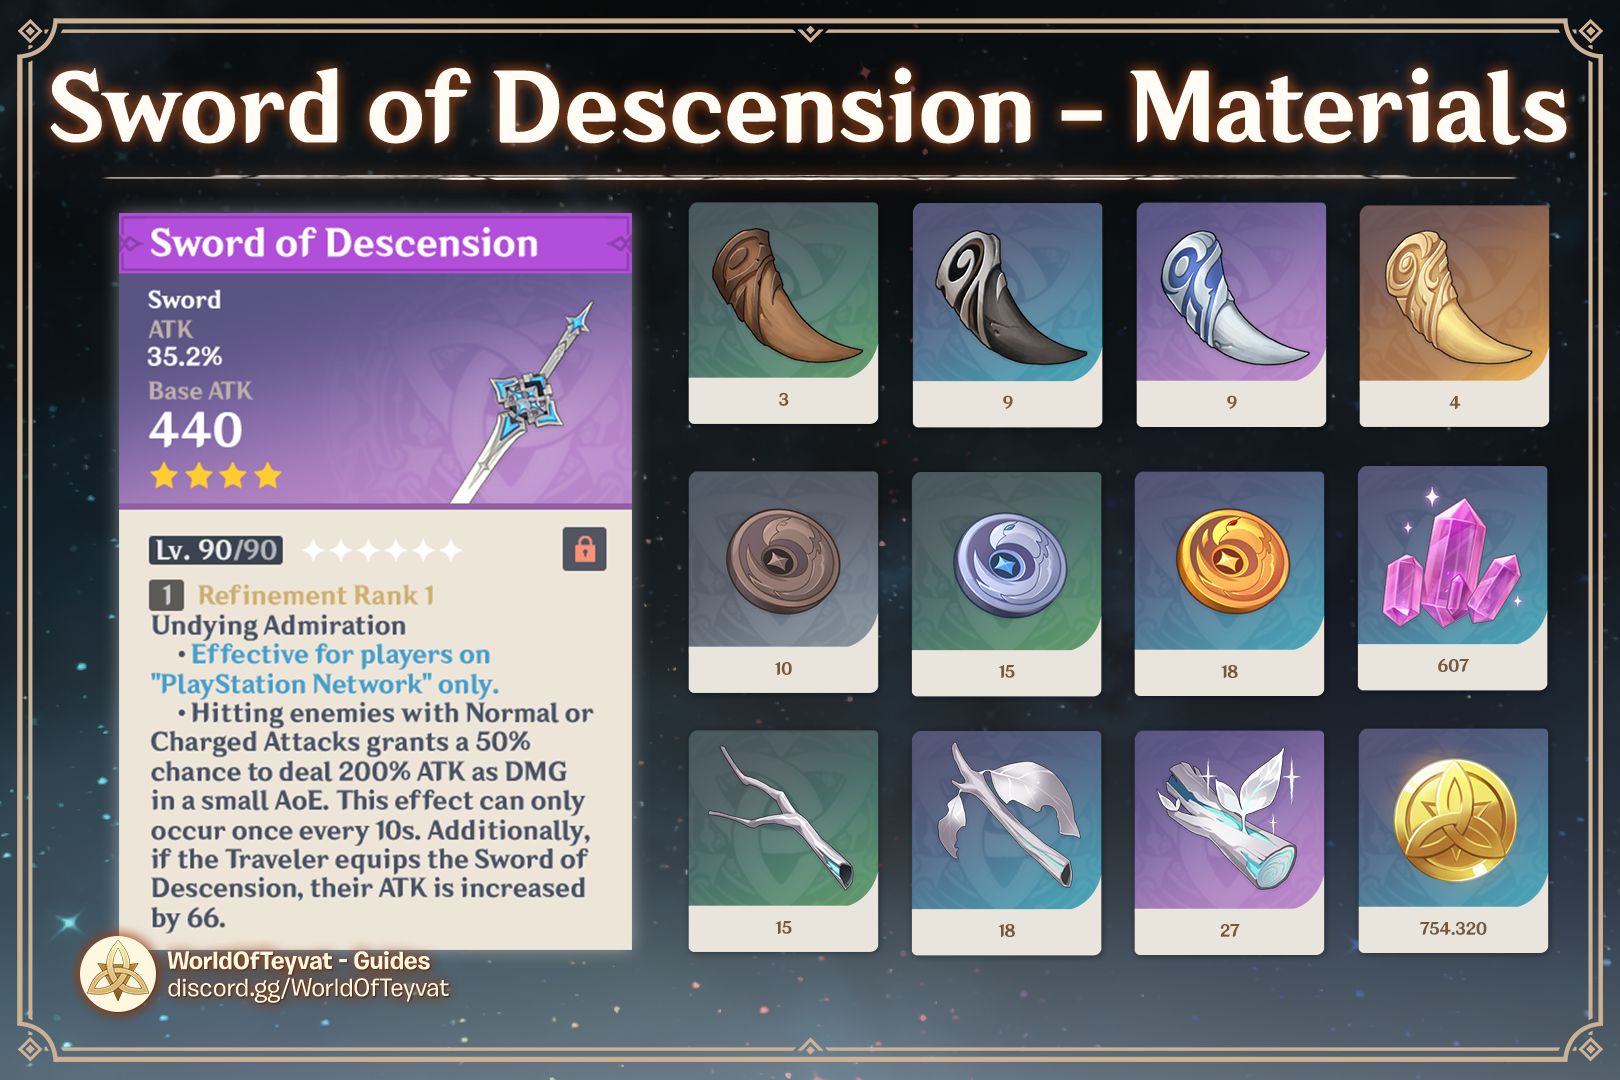 Sword of Descension - Materials
Sword of Descension
Sword
ATK
35.2%
Base ATK
440
Lv. 90/90
1 Refinement Rank 1
Undying Admiration
• Effective for players on
"PlayStation Network" only.
• Hitting enemies with Normal or
Charged Attacks grants a 50%
chance to deal 200% ATK as DMG
in a small AoE. This effect can only
occur once every 10s. Additionally,
if the Traveler equips the Sword of
Descension, their ATK is increased
by 66.
3
9
9
4
10
15
18
607
15
18
27
754.320
WorldOfTeyvat - Guides
discord.gg/WorldOfTeyvat